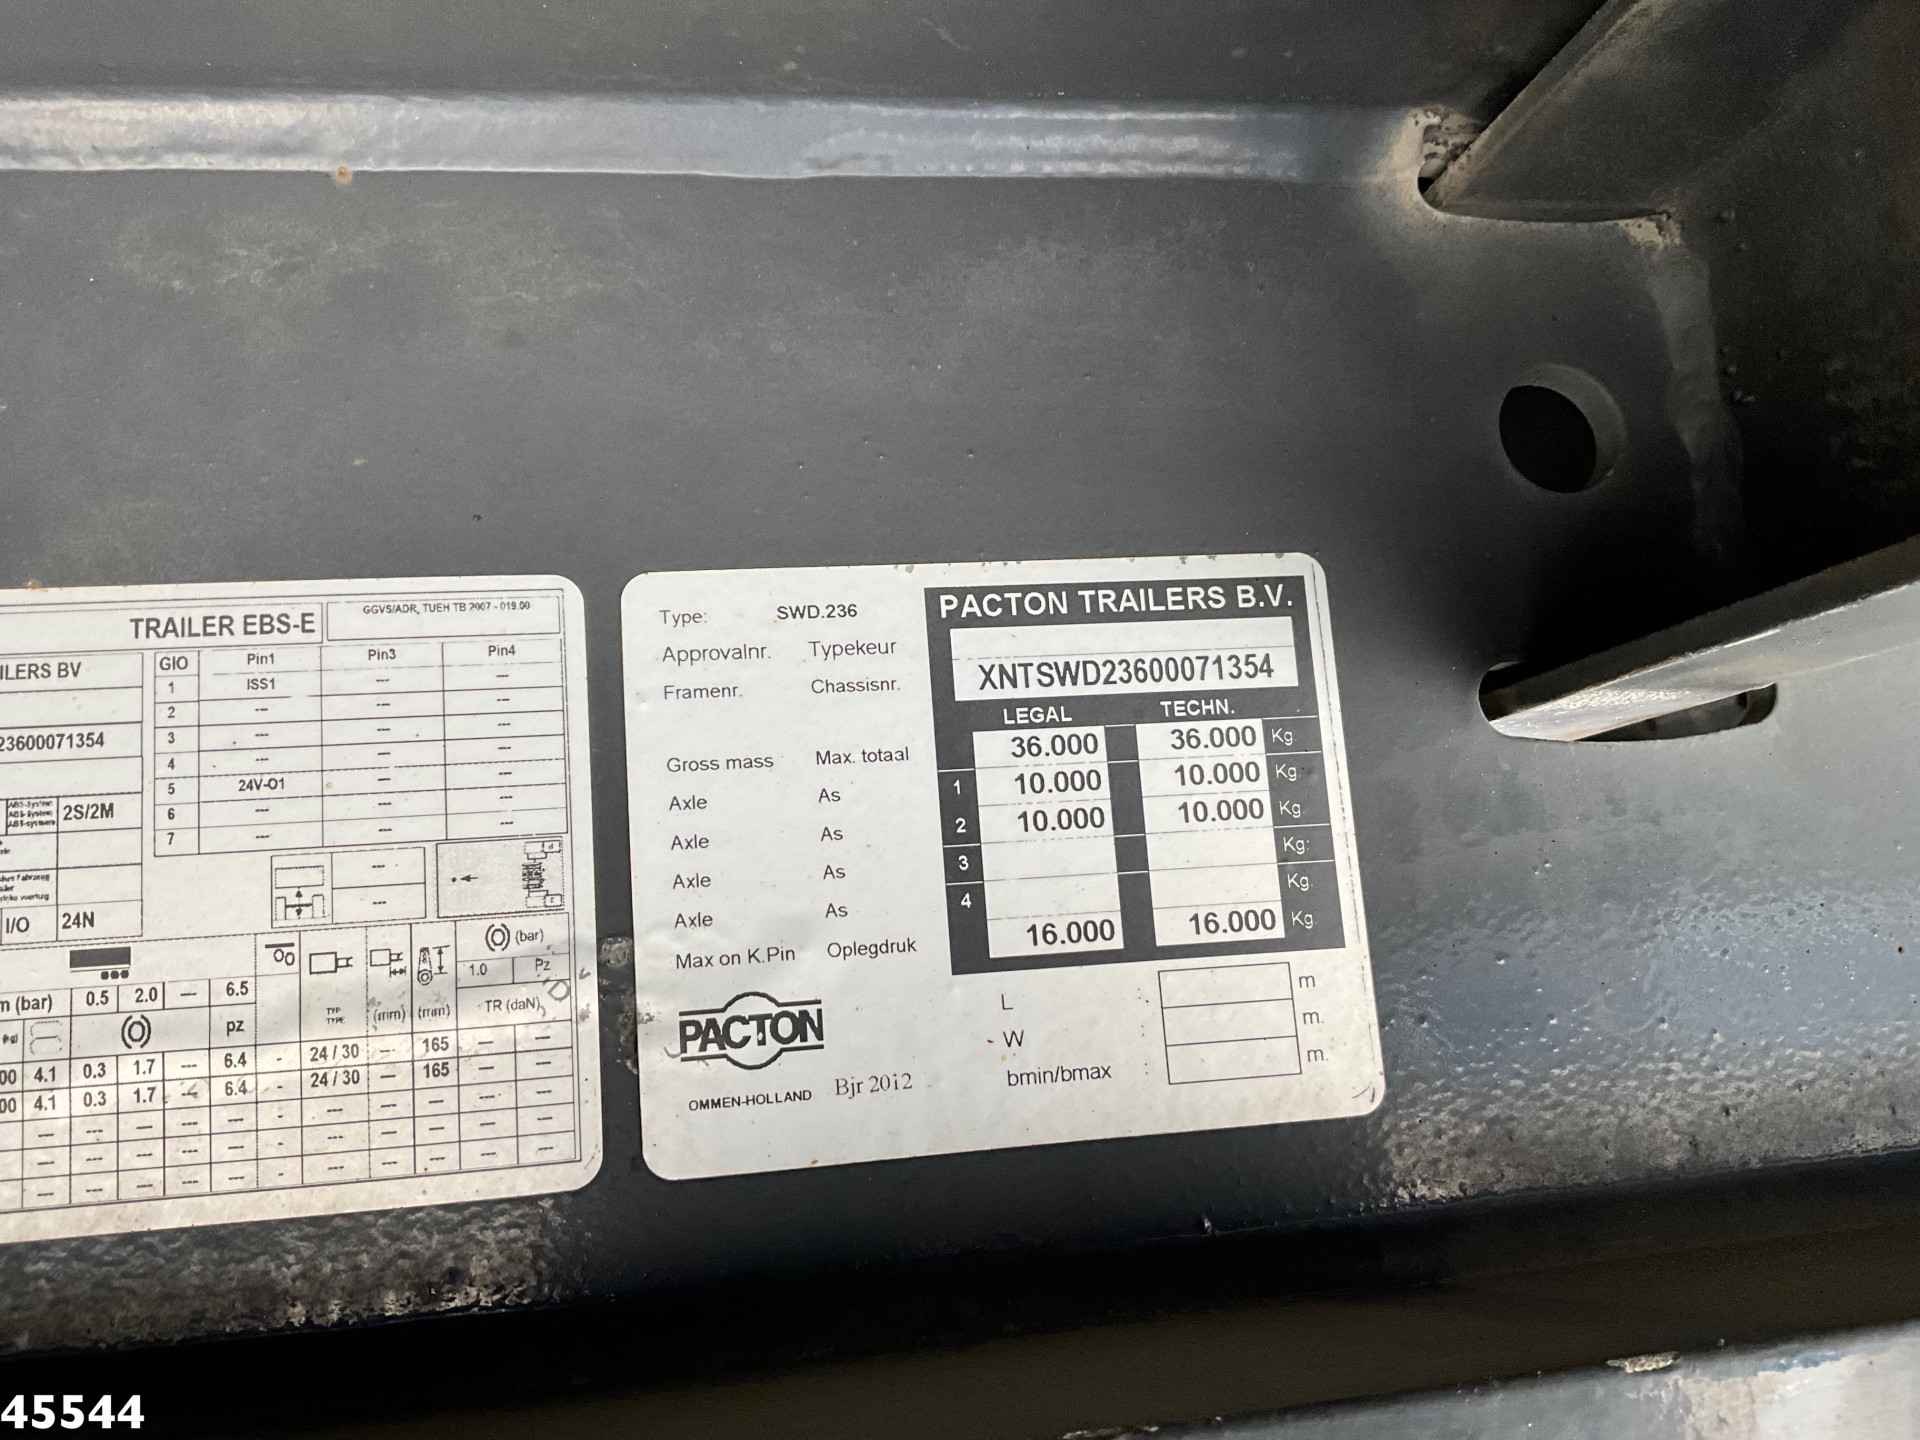 TRAILER EBS-E
GGVS/ADR, TUEH TB 2007 - 019.00
ILERS BV
GIO Pin1 Pin3 Pin4
1 ISS1 --- ---
2 --- --- ---
3 --- --- ---
4 --- --- ---
5 24V-O1 --- ---
6 --- --- ---
7 --- --- ---
23600071354
2S/2M
I/O 24N
m (bar) 0.5 2.0 --- 6.5
pz
TYP
TYPE
(mm) (mm)
(bar)
1.0 Pz
TR (daN)
00 4.1 0.3 1.7 --- 6.4 - 24 / 30 --- 165 --- ---
00 4.1 0.3 1.7 --- 6.4 - 24 / 30 --- 165 --- ---
--- --- --- --- --- - --- --- --- --- ---
--- --- --- --- --- - --- --- --- --- ---
--- --- --- --- --- - --- --- --- --- ---
Type: SWD.236
PACTON TRAILERS B.V.
Approvalnr. Typekeur
Framenr. Chassisnr.
XNTSWD23600071354
LEGAL TECHN.
Gross mass Max. totaal 36.000 36.000 Kg
Axle As 1 10.000 10.000 Kg.
Axle As 2 10.000 10.000 Kg.
Axle As 3 Kg.
Axle As 4 Kg.
Max on K.Pin Oplegdruk 16.000 16.000 Kg.
PACTON
OMMEN-HOLLAND
Bjr 2012
L : m
W : m.
bmin/bmax : m.
45544